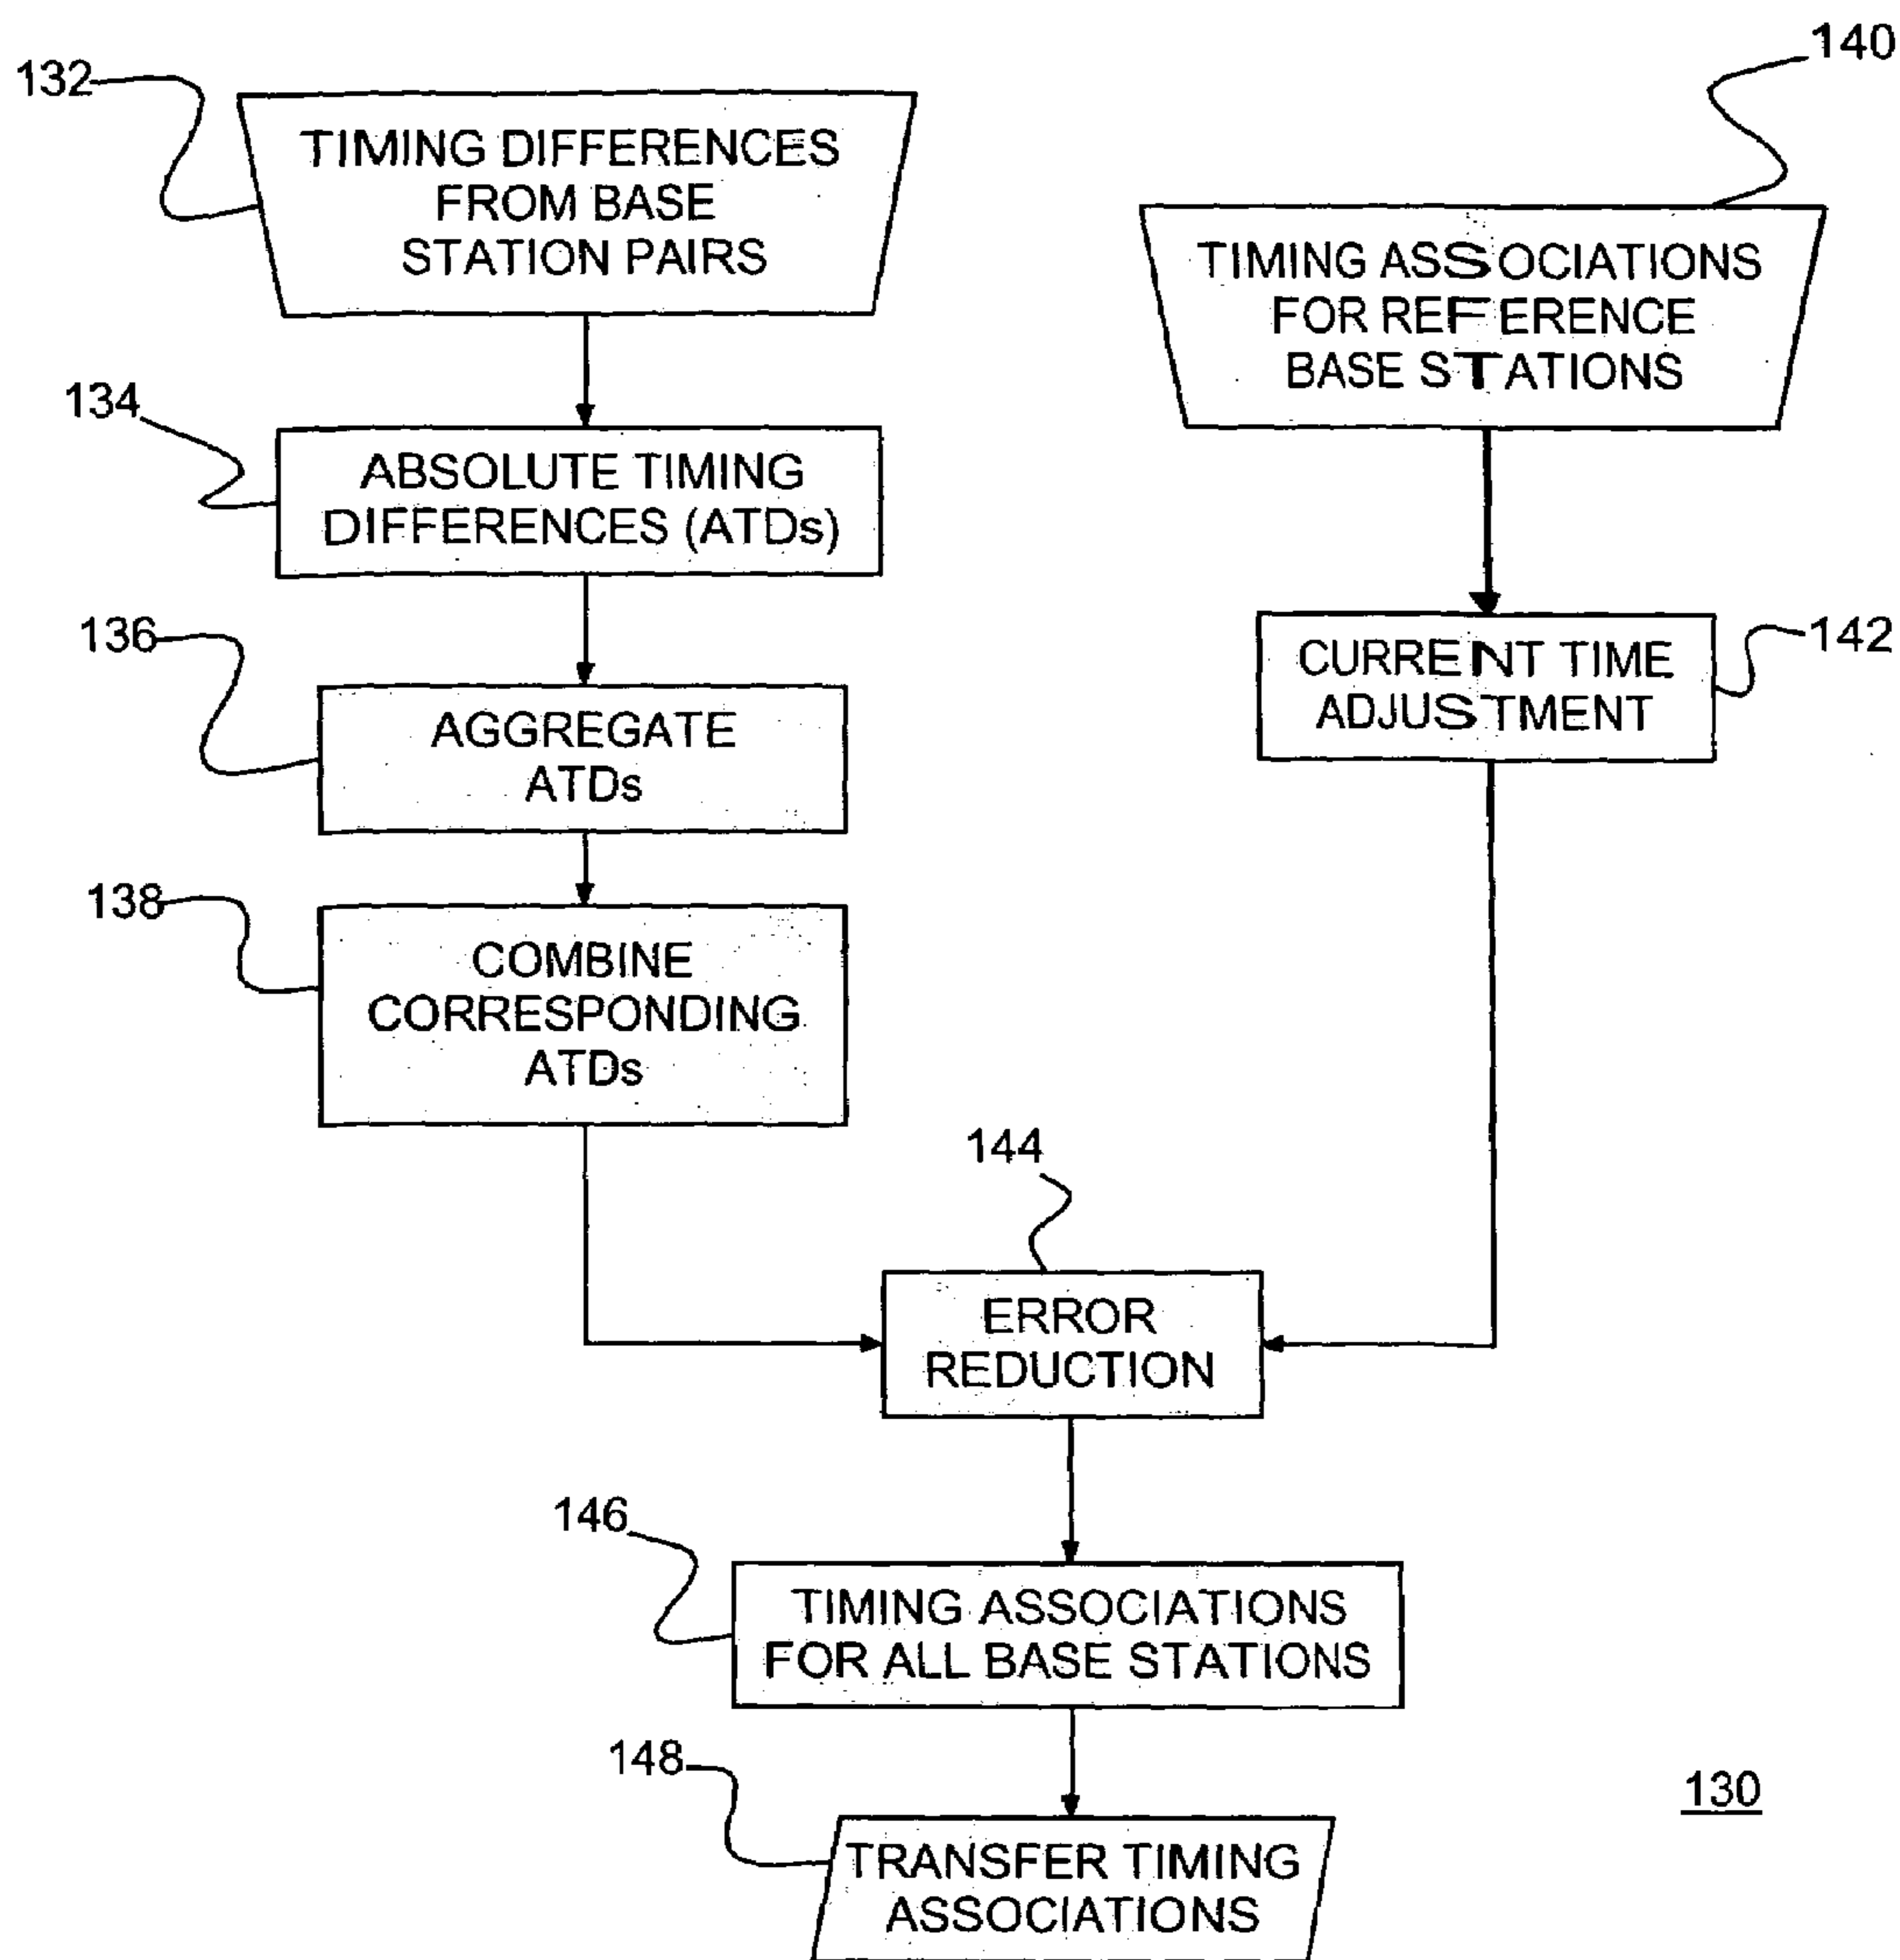 132
TIMING DIFFERENCES
FROM BASE
STATION PAIRS
140
TIMING ASSOCIATIONS
FOR REFERENCE
BASE STATIONS
134
ABSOLUTE TIMING
DIFFERENCES (ATDs)
136
AGGREGATE
ATDs
142
CURRENT TIME
ADJUSTMENT
138
COMBINE
CORRESPONDING
ATDs
144
ERROR
REDUCTION
146
TIMING ASSOCIATIONS
FOR ALL BASE STATIONS
148
TRANSFER TIMING
ASSOCIATIONS
130